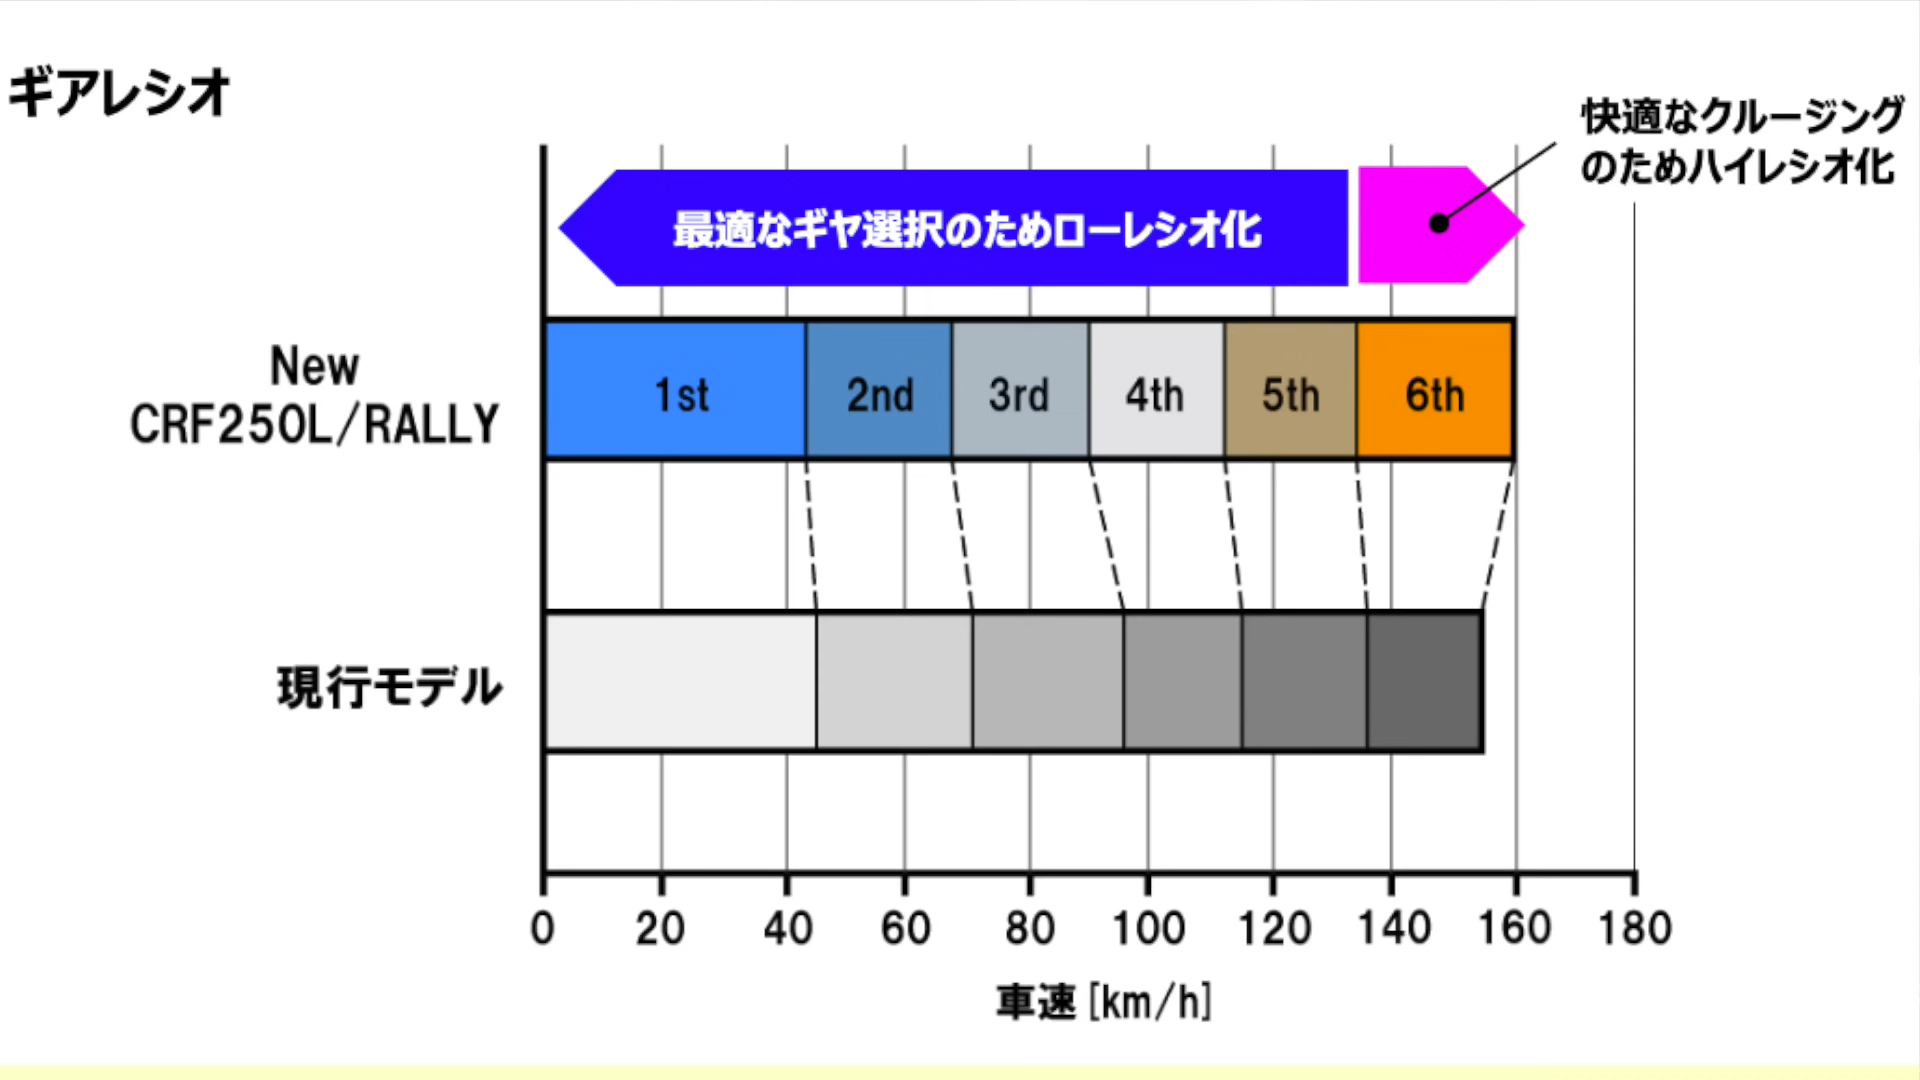 ギアレシオ
快適なクルージング
のためハイレシオ化
最適なギヤ選択のためローレシオ化
New
CRF250L/RALLY
1st 2nd 3rd 4th 5th 6th
現行モデル
0 20 40 60 80 100 120 140 160 180
車速 [km/h]